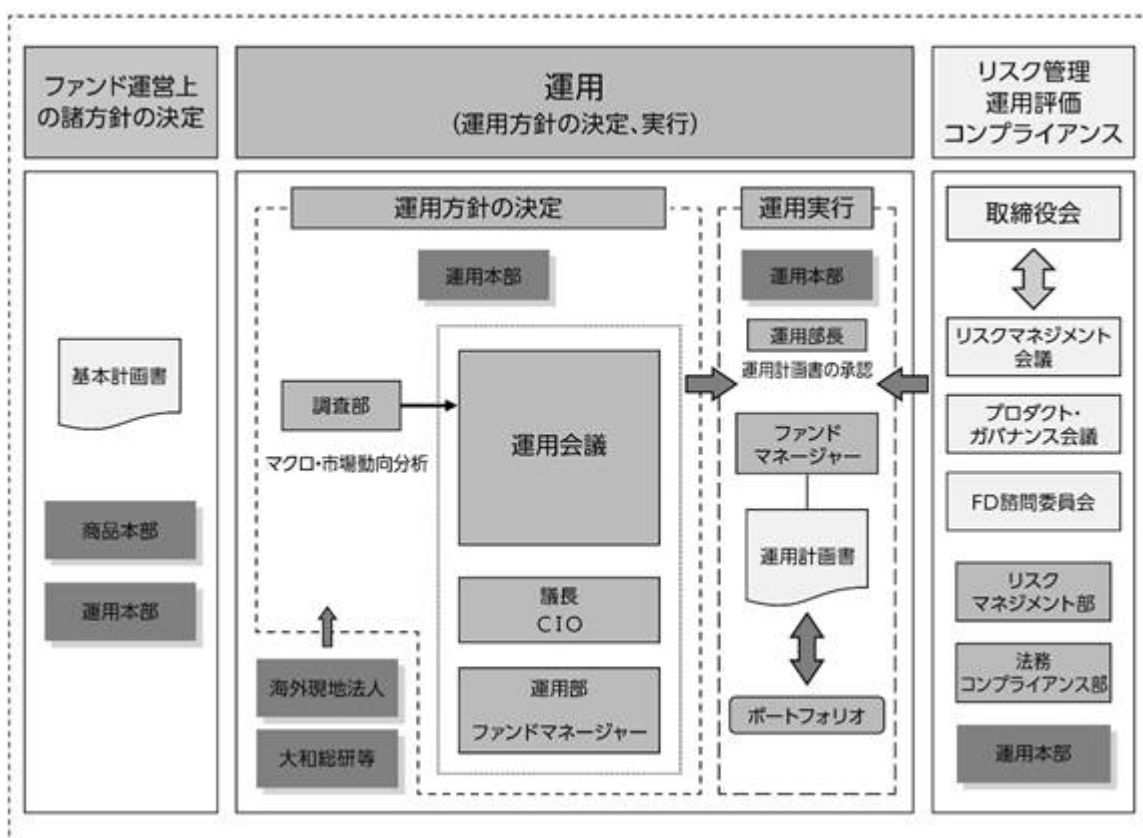 ファンド運営上
の諸方針の決定
運用
(運用方針の決定、実行)
リスク管理
運用評価
コンプライアンス
基本計画書
商品本部
運用本部
運用方針の決定
運用本部
調査部
マクロ・市場動向分析
運用会議
議長
CIO
運用部
ファンドマネージャー
海外現地法人
大和総研等
運用実行
運用本部
運用部長
運用計画書の承認
ファンド
マネージャー
運用計画書
ポートフォリオ
取締役会
リスクマネジメント
会議
プロダクト・
ガバナンス会議
FD諮問委員会
リスク
マネジメント部
法務
コンプライアンス部
運用本部